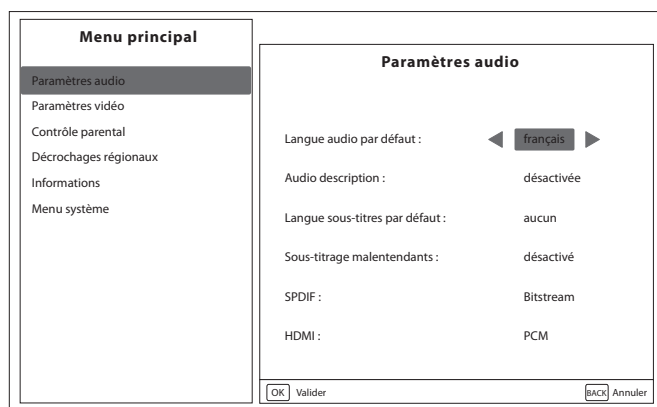 Menu principal
Paramètres audio
Paramètres vidéo
Contrôle parental
Décrochages régionaux
Informations
Menu système
Paramètres audio
Langue audio par défaut : français
Audio description : désactivée
Langue sous-titres par défaut : aucun
Sous-titrage malentendants : désactivé
SPDIF : Bitstream
HDMI : PCM
OK Valider BACK Annuler